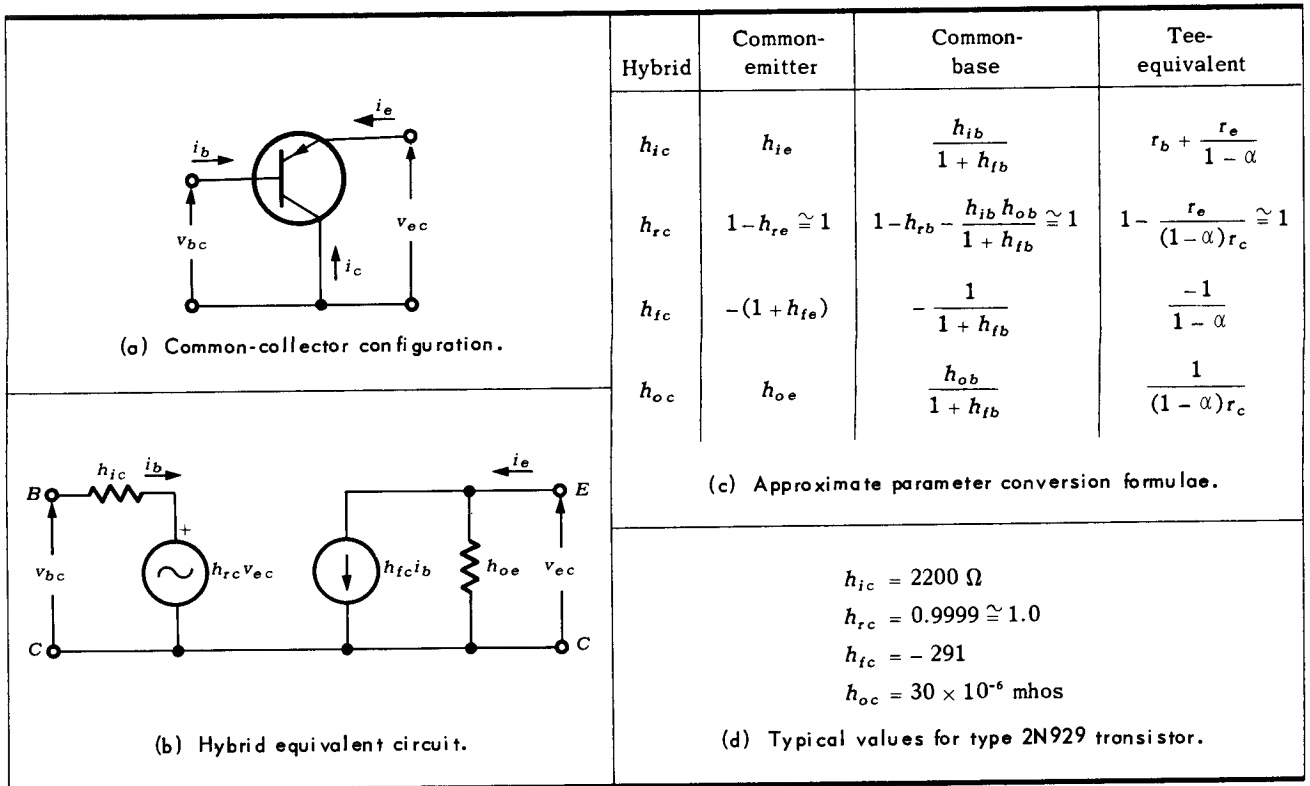 i_e
i_b
v_bc
v_ec
i_c
(a) Common-collector configuration.
h_ic
i_b
i_e
B
E
+
v_bc
h_rc v_ec
h_fc i_b
h_oe
v_ec
C
C
(b) Hybrid equivalent circuit.
Hybrid | Common-emitter | Common-base | Tee-equivalent
h_ic | h_ie | h_ib / (1 + h_fb) | r_b + r_e / (1 - α)
h_rc | 1 - h_re ≅ 1 | 1 - h_rb - h_ib h_ob / (1 + h_fb) ≅ 1 | 1 - r_e / ((1 - α) r_c) ≅ 1
h_fc | -(1 + h_fe) | - 1 / (1 + h_fb) | -1 / (1 - α)
h_oc | h_oe | h_ob / (1 + h_fb) | 1 / ((1 - α) r_c)
(c) Approximate parameter conversion formulae.
h_ic = 2200 Ω
h_rc = 0.9999 ≅ 1.0
h_fc = - 291
h_oc = 30 × 10⁻⁶ mhos
(d) Typical values for type 2N929 transistor.